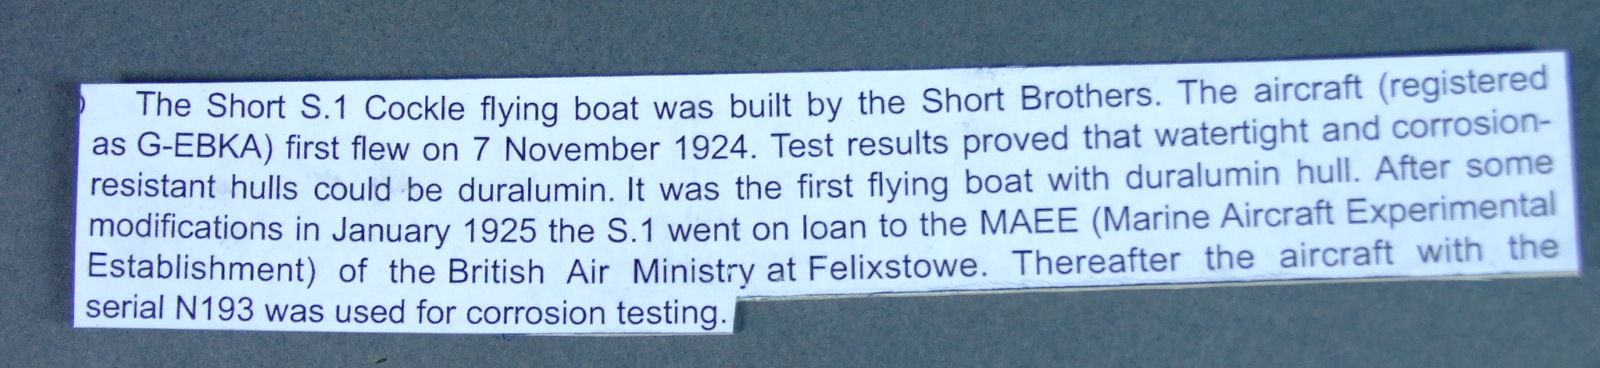 The Short S.1 Cockle flying boat was built by the Short Brothers. The aircraft (registered
as G-EBKA) first flew on 7 November 1924. Test results proved that watertight and corrosion-
resistant hulls could be duralumin. It was the first flying boat with duralumin hull. After some
modifications in January 1925 the S.1 went on loan to the MAEE (Marine Aircraft Experimental
Establishment) of the British Air Ministry at Felixstowe. Thereafter the aircraft with the
serial N193 was used for corrosion testing.